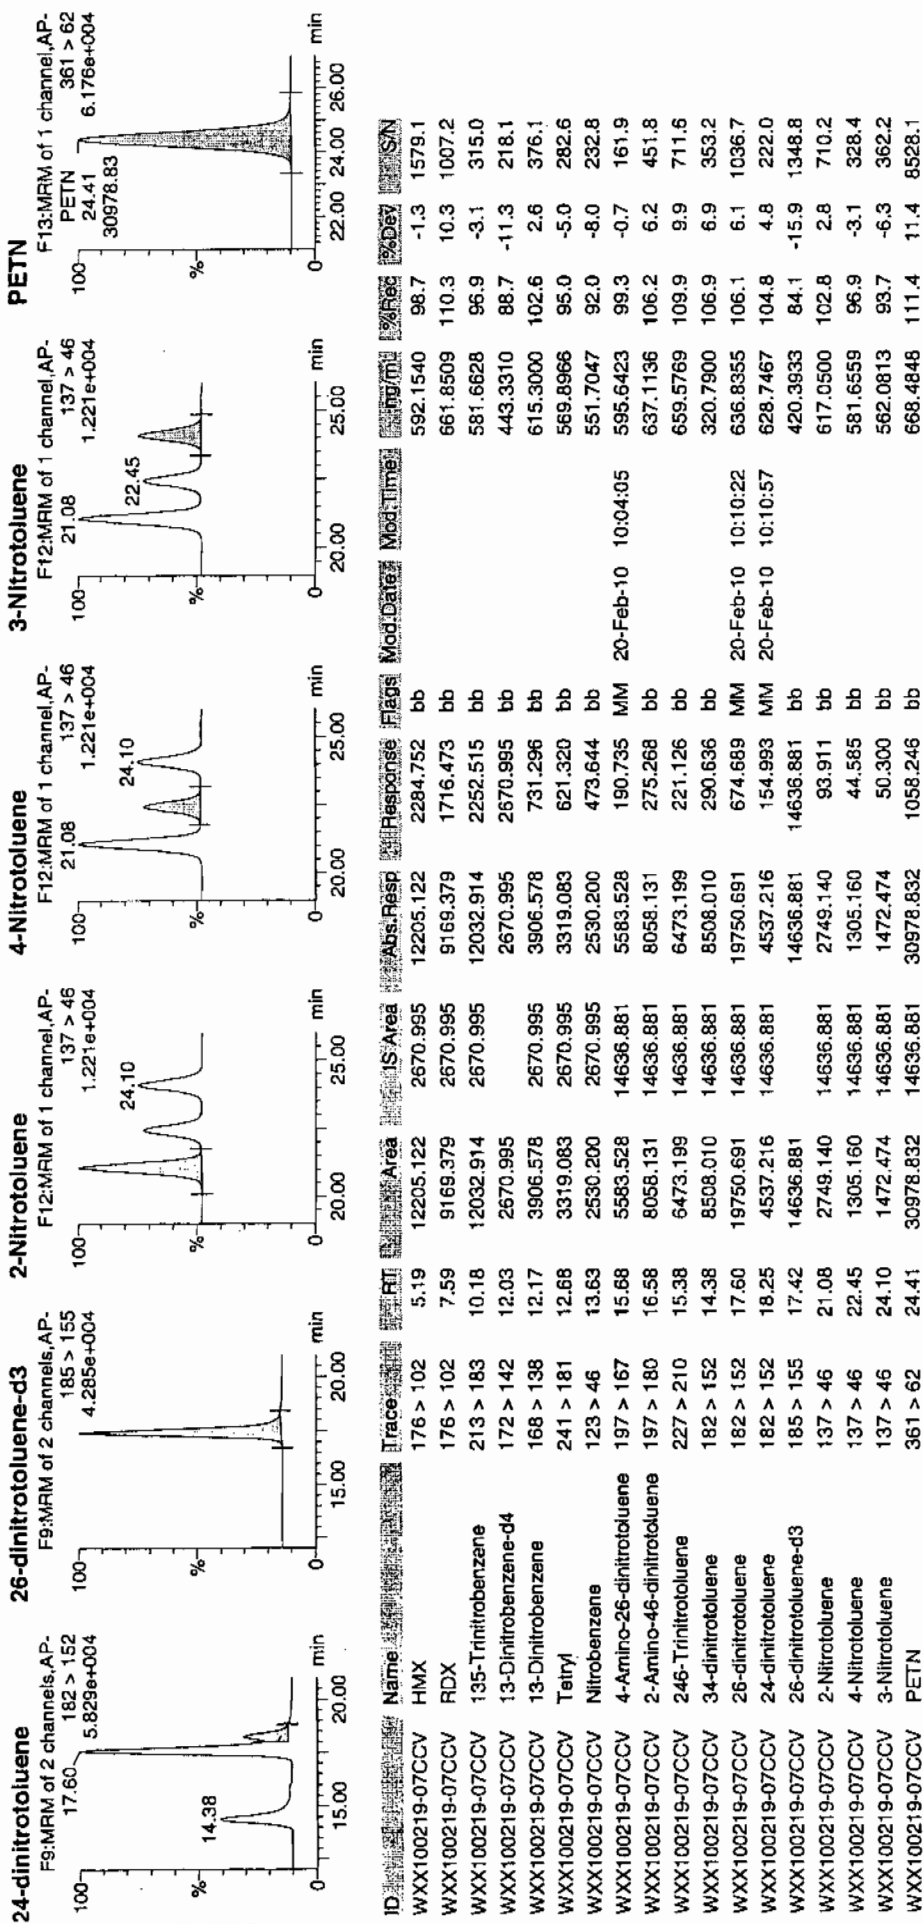 24-dinitrotoluene
F9:MRM of 2 channels,AP-
182 > 152
5.829e+004
100
17.60
14.38
%
0
15.00 20.00 min
26-dinitrotoluene-d3
F9:MRM of 2 channels,AP-
185 > 155
4.285e+004
100
%
0
15.00 20.00 min
2-Nitrotoluene
F12:MRM of 1 channel,AP-
137 > 46
1.221e+004
100
21.08
24.10
%
0
20.00 25.00 min
4-Nitrotoluene
F12:MRM of 1 channel,AP-
137 > 46
1.221e+004
100
21.08
24.10
%
0
20.00 25.00 min
3-Nitrotoluene
F12:MRM of 1 channel,AP-
137 > 46
1.221e+004
100
21.08
22.45
%
0
20.00 25.00 min
PETN
F13:MRM of 1 channel,AP-
361 > 62
6.176e+004
100
PETN
24.41
30978.83
%
0
22.00 24.00 26.00 min
ID Name Trace RT Area IS Area Abs.Resp Response Flags Mod.Date Mod.Time ng/mL %Rec %Dev S/N
WXX100219-07CCV HMX 176 > 102 5.19 12205.122 2670.995 12205.122 2284.752 bb 592.1540 98.7 -1.3 1579.1
WXX100219-07CCV RDX 176 > 102 7.59 9169.379 2670.995 9169.379 1716.473 bb 661.8509 110.3 10.3 1007.2
WXX100219-07CCV 135-Trinitrobenzene 213 > 183 10.18 12032.914 2670.995 12032.914 2252.515 bb 581.6628 96.9 -3.1 315.0
WXX100219-07CCV 13-Dinitrobenzene-d4 172 > 142 12.03 2670.995 2670.995 2670.995 bb 443.3310 88.7 -11.3 218.1
WXX100219-07CCV 13-Dinitrobenzene 168 > 138 12.17 3906.578 2670.995 3906.578 731.296 bb 615.3000 102.6 2.6 376.1
WXX100219-07CCV Tetryl 241 > 181 12.68 3319.083 2670.995 3319.083 621.320 bb 569.8966 95.0 -5.0 282.6
WXX100219-07CCV Nitrobenzene 123 > 46 13.63 2530.200 2670.995 2530.200 473.644 bb 551.7047 92.0 -8.0 232.8
WXX100219-07CCV 4-Amino-26-dinitrotoluene 197 > 167 15.68 5583.528 14636.881 5583.528 190.735 MM 20-Feb-10 10:04:05 595.6423 99.3 -0.7 161.9
WXX100219-07CCV 2-Amino-46-dinitrotoluene 197 > 180 16.58 8058.131 14636.881 8058.131 275.268 bb 637.1136 106.2 6.2 451.8
WXX100219-07CCV 246-Trinitrotoluene 227 > 210 15.38 6473.199 14636.881 6473.199 221.126 bb 659.5769 109.9 9.9 711.6
WXX100219-07CCV 34-dinitrotoluene 182 > 152 14.38 8508.010 14636.881 8508.010 290.636 bb 320.7900 106.9 6.9 353.2
WXX100219-07CCV 26-dinitrotoluene 182 > 152 17.60 19750.691 14636.881 19750.691 674.689 MM 20-Feb-10 10:10:22 636.8355 106.1 6.1 1036.7
WXX100219-07CCV 24-dinitrotoluene 182 > 152 18.25 4537.216 14636.881 4537.216 154.993 MM 20-Feb-10 10:10:57 628.7467 104.8 4.8 222.0
WXX100219-07CCV 26-dinitrotoluene-d3 185 > 155 17.42 14636.881 14636.881 14636.881 bb 420.3933 84.1 -15.9 1348.8
WXX100219-07CCV 2-Nitrotoluene 137 > 46 21.08 2749.140 14636.881 2749.140 93.911 bb 617.0500 102.8 2.8 710.2
WXX100219-07CCV 4-Nitrotoluene 137 > 46 22.45 1305.160 14636.881 1305.160 44.585 bb 581.6559 96.9 -3.1 328.4
WXX100219-07CCV 3-Nitrotoluene 137 > 46 24.10 1472.474 14636.881 1472.474 50.300 bb 562.0813 93.7 -6.3 362.2
WXX100219-07CCV PETN 361 > 62 24.41 30978.832 14636.881 30978.832 1058.246 bb 668.4848 111.4 11.4 8528.1